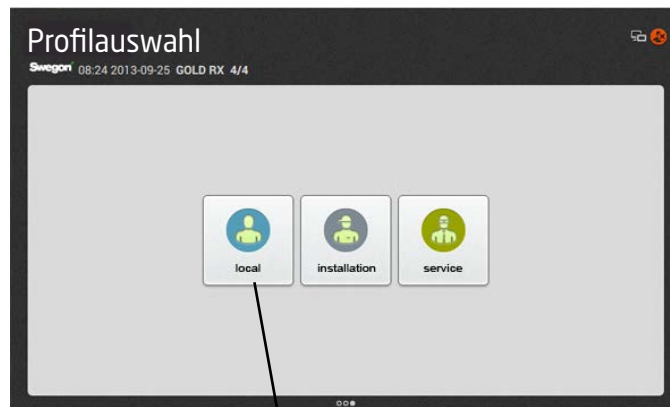 Profilauswahl
Swegon 08:24 2013-09-25 GOLD RX 4/4
local installation service